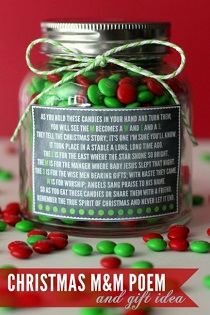 AS YOU HOLD THESE CANDIES IN YOUR HAND AND TURN THEM,
YOU WILL SEE THE M BECOMES A W AND E AND A 3.
THEY TELL THE CHRISTMAS STORY; IT'S ONE I'M SURE YOU'LL KNOW
IT TOOK PLACE IN A STABLE A LONG, LONG TIME AGO.
THE E IS FOR THE EAST WHERE THE STAR SHONE SO BRIGHT.
THE M IS FOR THE MANGER WHERE BABY JESUS SLEPT THAT NIGHT.
THE 3 IS FOR THE WISE MEN BEARING GIFTS; WITH HASTE THEY CAME
W IS FOR WORSHIP, ANGELS SANG PRAISE TO HIS NAME
SO AS YOU EAT THESE CANDIES OR SHARE THEM WITH A FRIEND,
REMEMBER THE TRUE SPIRIT OF CHRISTMAS AND NEVER LET IT END.
CHRISTMAS M&M POEM
and gift idea